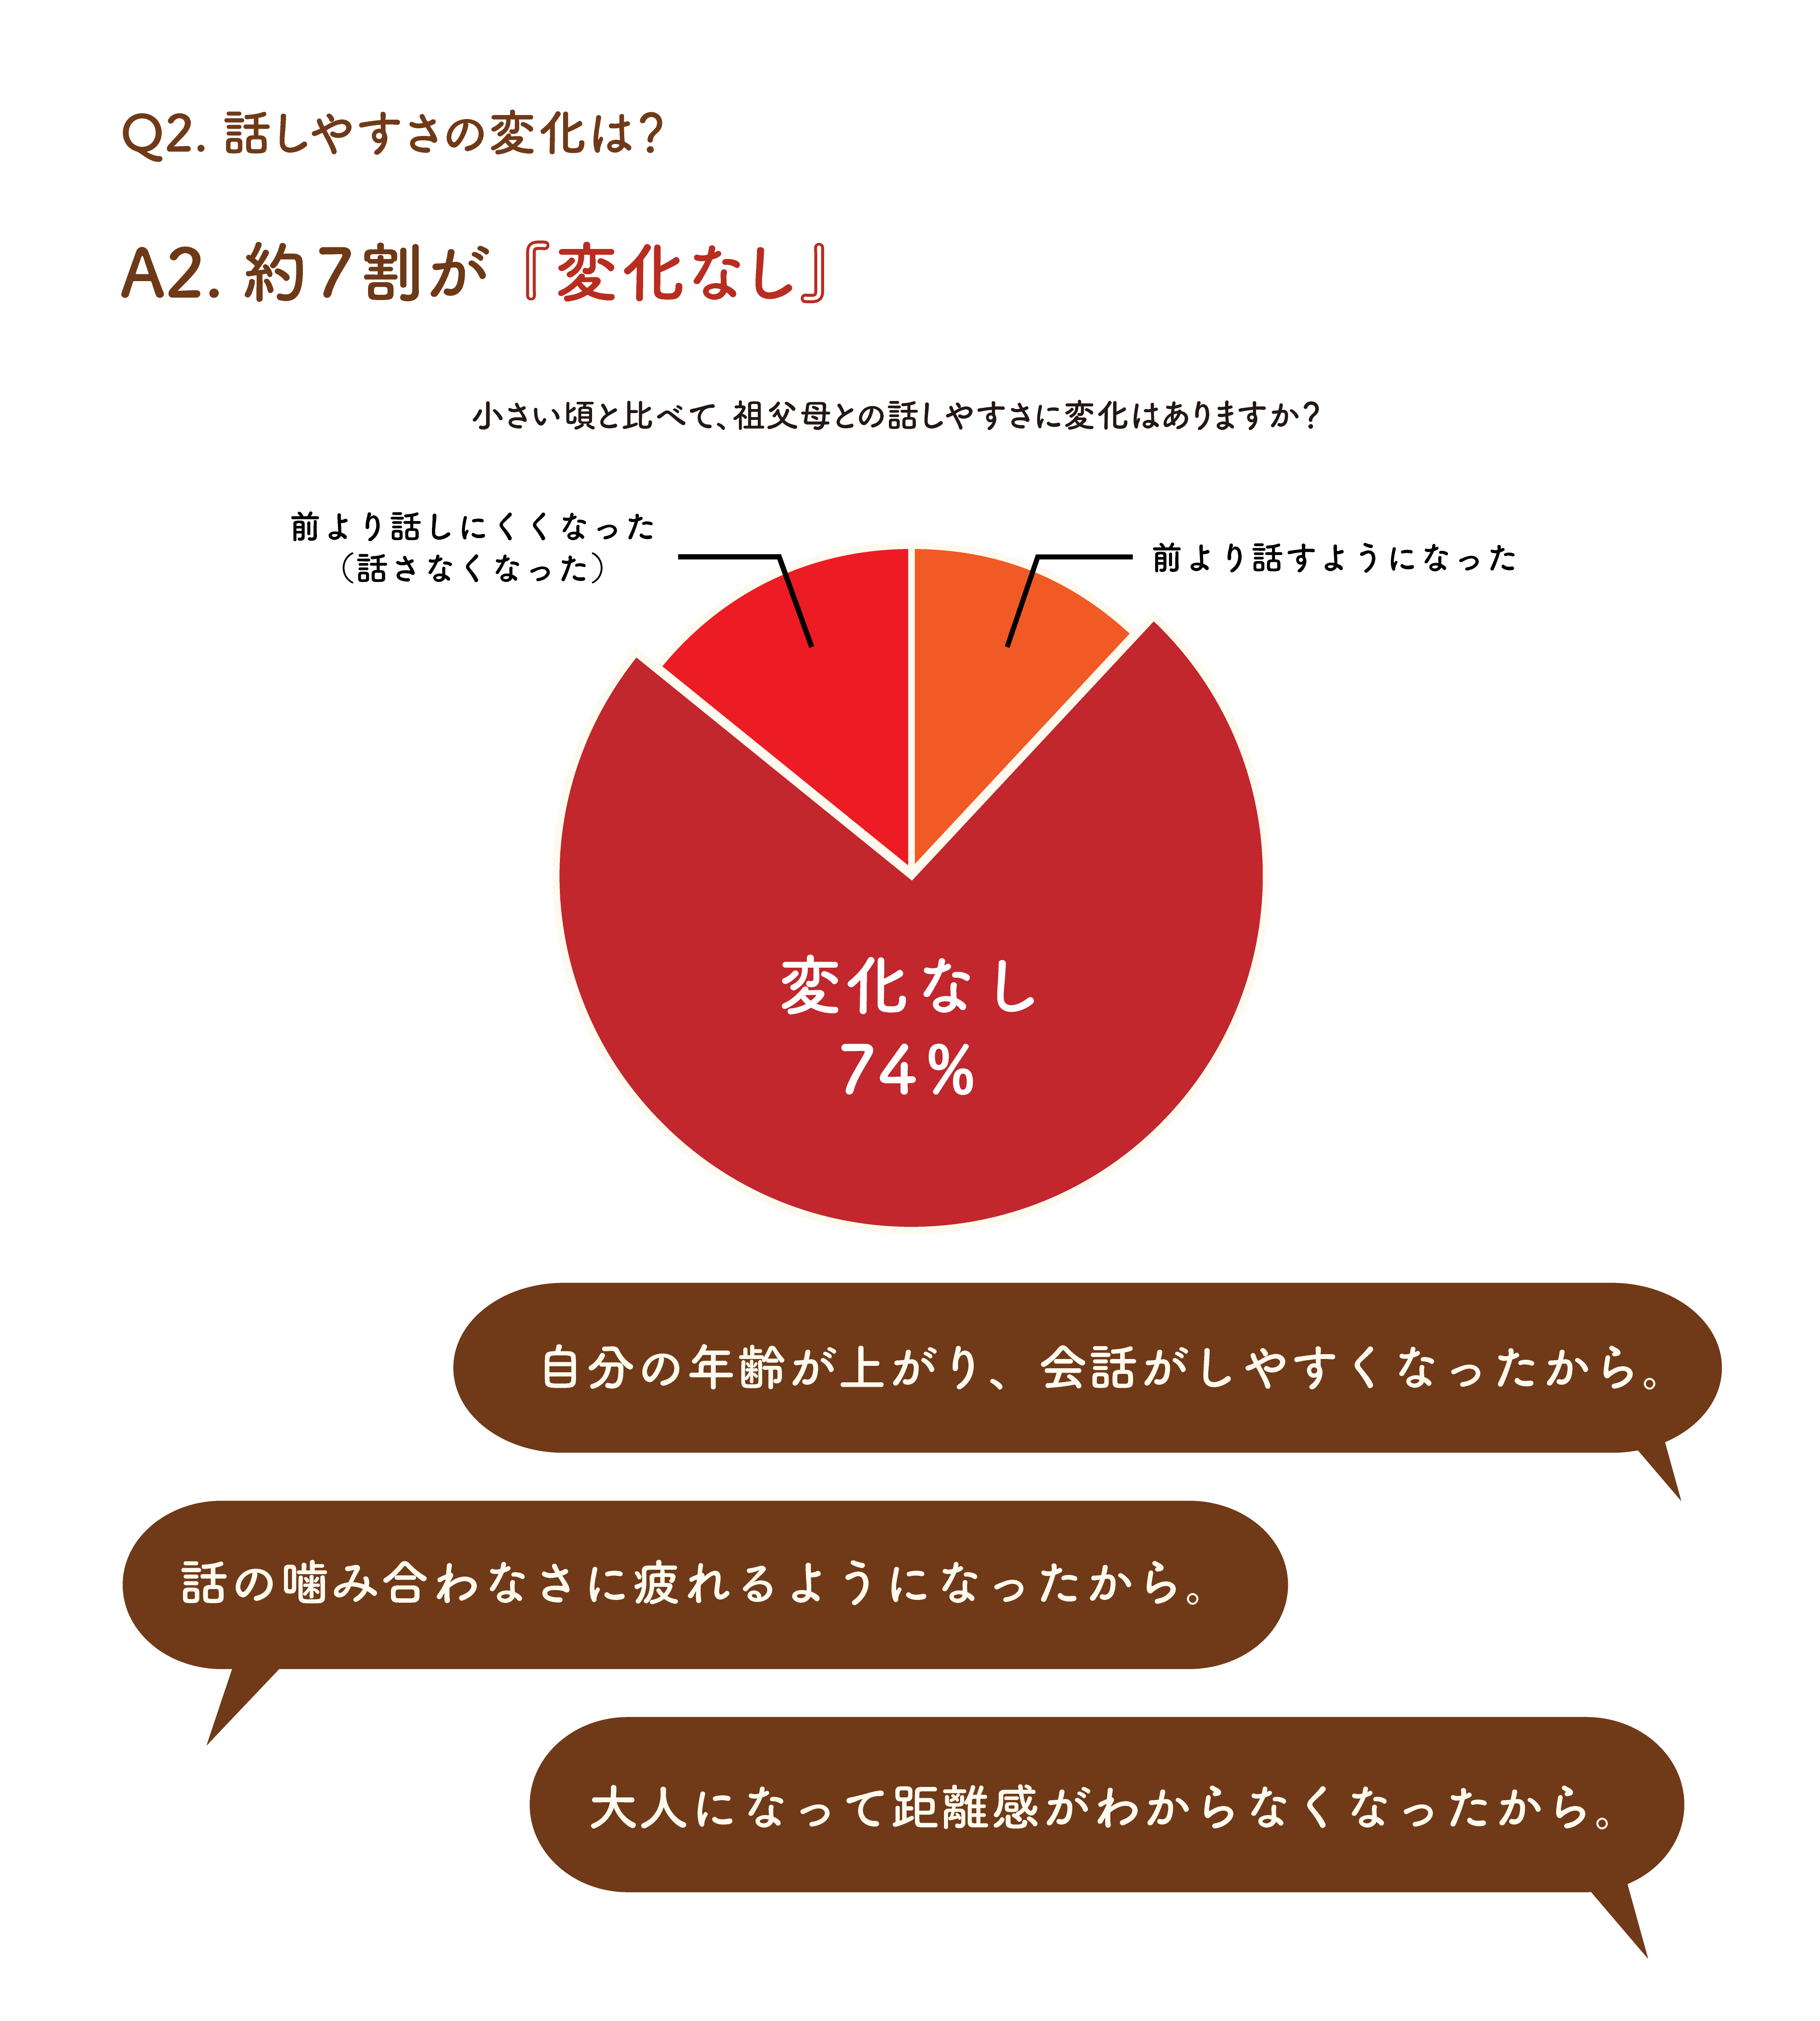 Q2. 話しやすさの変化は？
A2. 約7割が『変化なし』
小さい頃と比べて、祖父母との話しやすさに変化はありますか？
前より話しにくくなった
（話さなくなった）
前より話すようになった
変化なし
74%
自分の年齢が上がり、会話がしやすくなったから。
話の噛み合わなさに疲れるようになったから。
大人になって距離感がわからなくなったから。